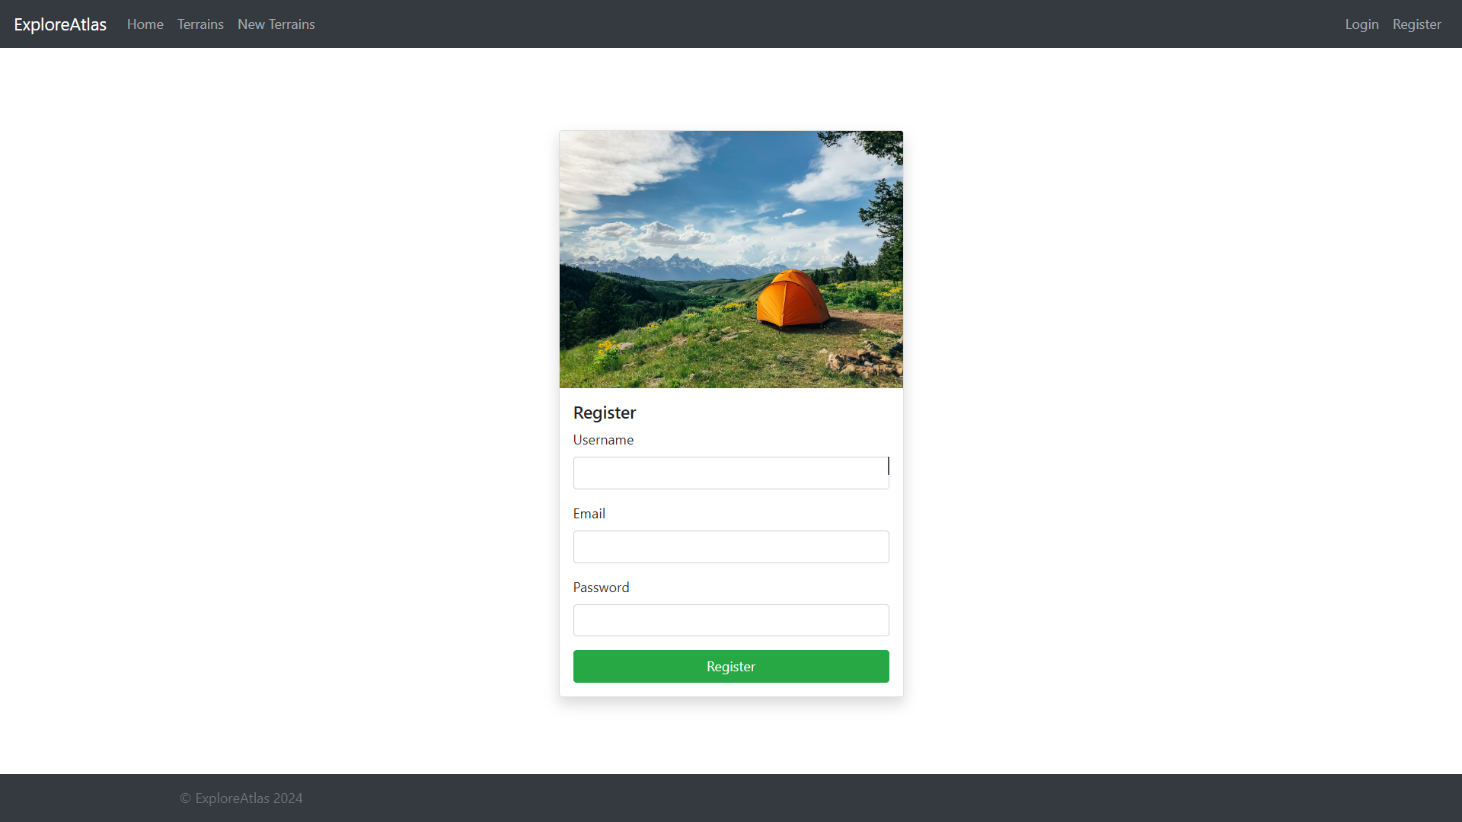 ExploreAtlas Home Terrains New Terrains Login Register
Register
Username
Email
Password
Register
© ExploreAtlas 2024